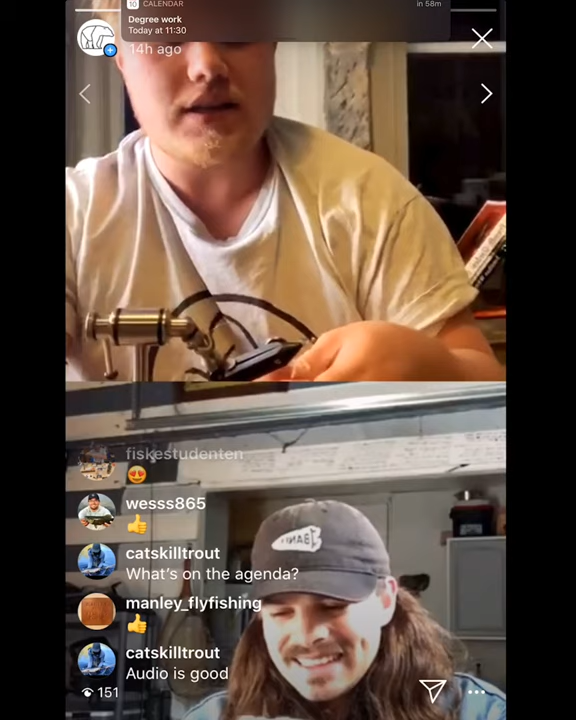 10 CALENDAR
in 58m
Degree work
Today at 11:30
14h ago
fiskestudenten
😍
wesss865
👍
catskilltrout
What's on the agenda?
manley_flyfishing
👍
catskilltrout
Audio is good
151